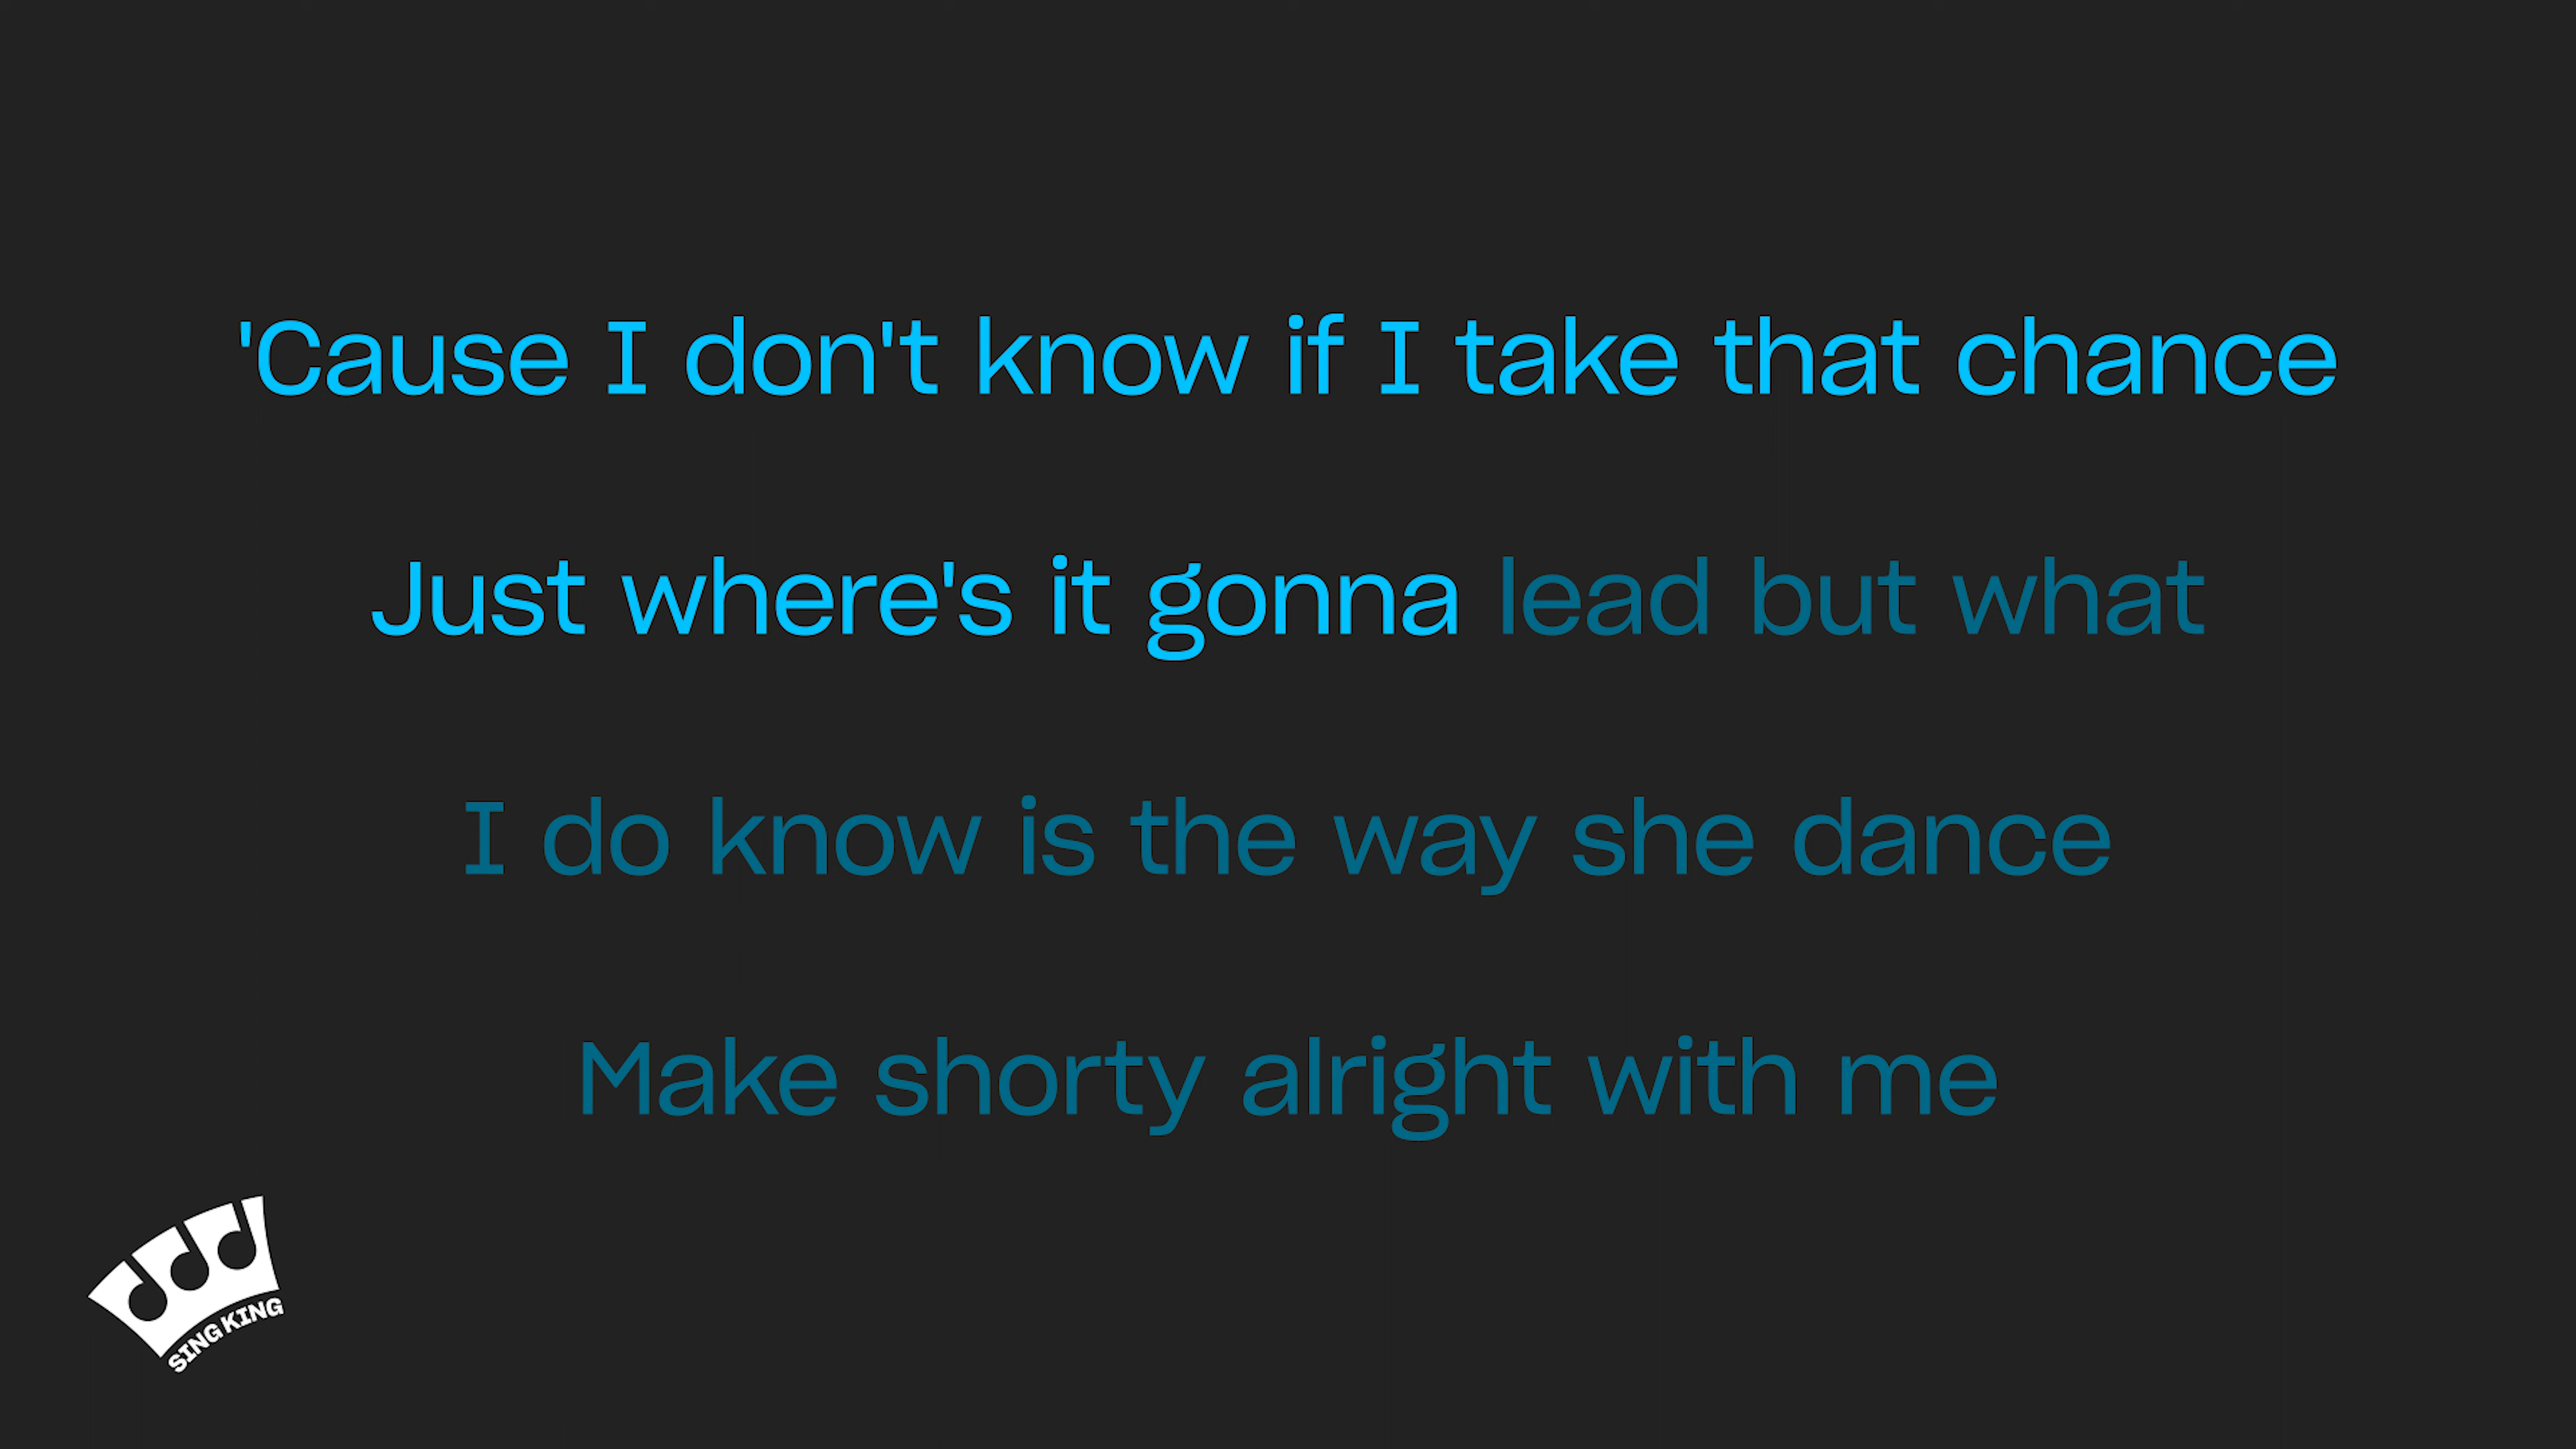 'Cause I don't know if I take that chance
Just where's it gonna lead but what
I do know is the way she dance
Make shorty alright with me
SING KING